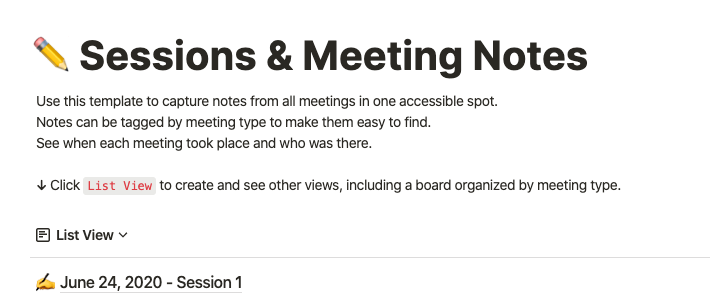 ✏️ Sessions & Meeting Notes
Use this template to capture notes from all meetings in one accessible spot.
Notes can be tagged by meeting type to make them easy to find.
See when each meeting took place and who was there.
↓ Click List View to create and see other views, including a board organized by meeting type.
List View
✍️ June 24, 2020 - Session 1